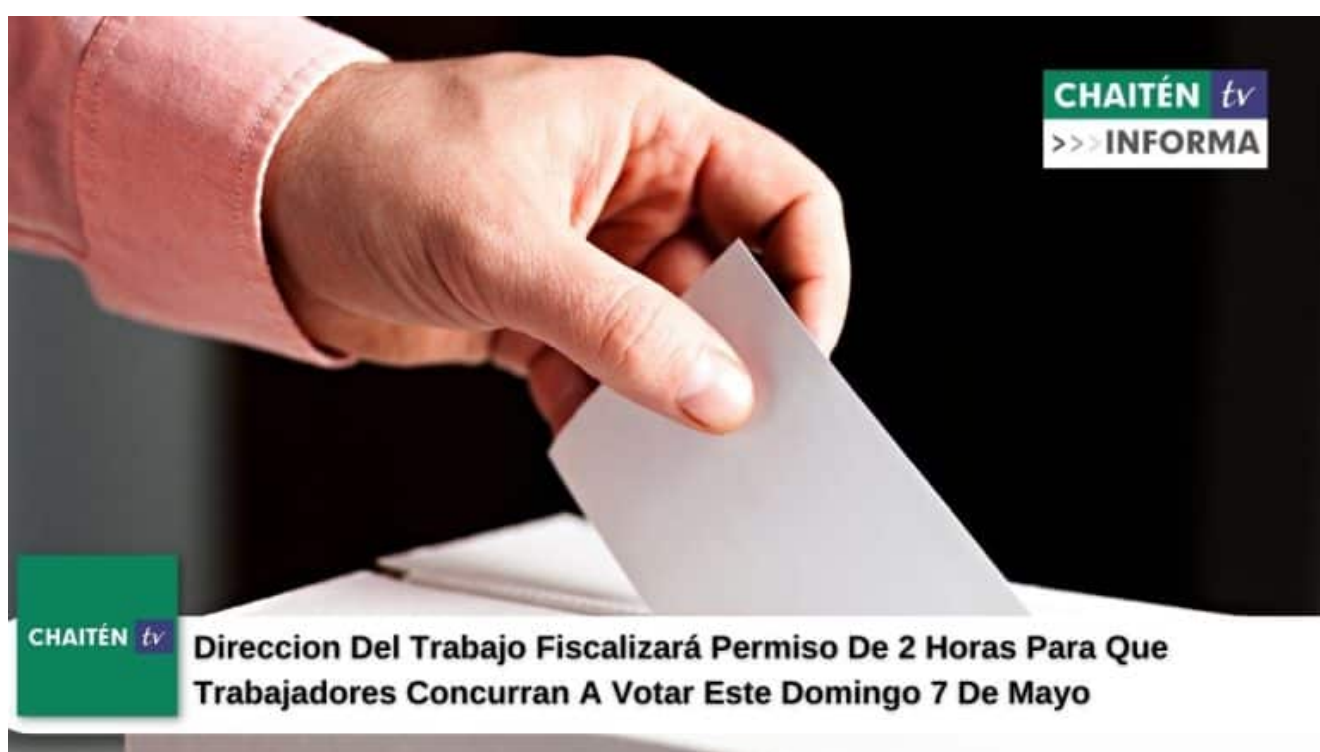 CHAITÉN tv
>>>INFORMA
CHAITÉN tv
Direccion Del Trabajo Fiscalizará Permiso De 2 Horas Para Que
Trabajadores Concurran A Votar Este Domingo 7 De Mayo